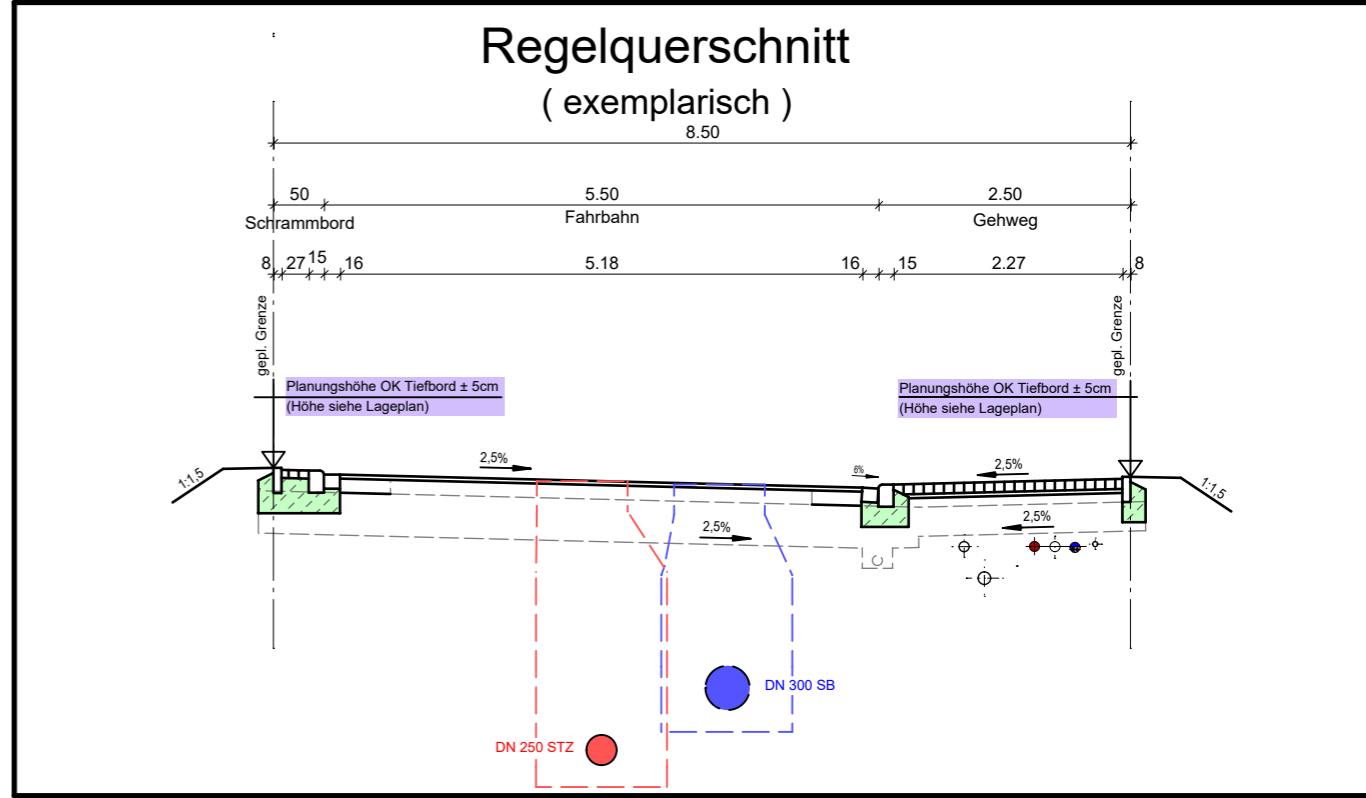 Regelquerschnitt
( exemplarisch )
8.50
50 5.50 2.50
Schrammbord Fahrbahn Gehweg
8 27 15 16 5.18 16 15 2.27 8
gepl. Grenze gepl. Grenze
Planungshöhe OK Tiefbord ± 5cm
(Höhe siehe Lageplan)
Planungshöhe OK Tiefbord ± 5cm
(Höhe siehe Lageplan)
1:1,5 2,5% 6% 2,5% 1:1,5
2,5% 2,5%
DN 300 SB
DN 250 STZ